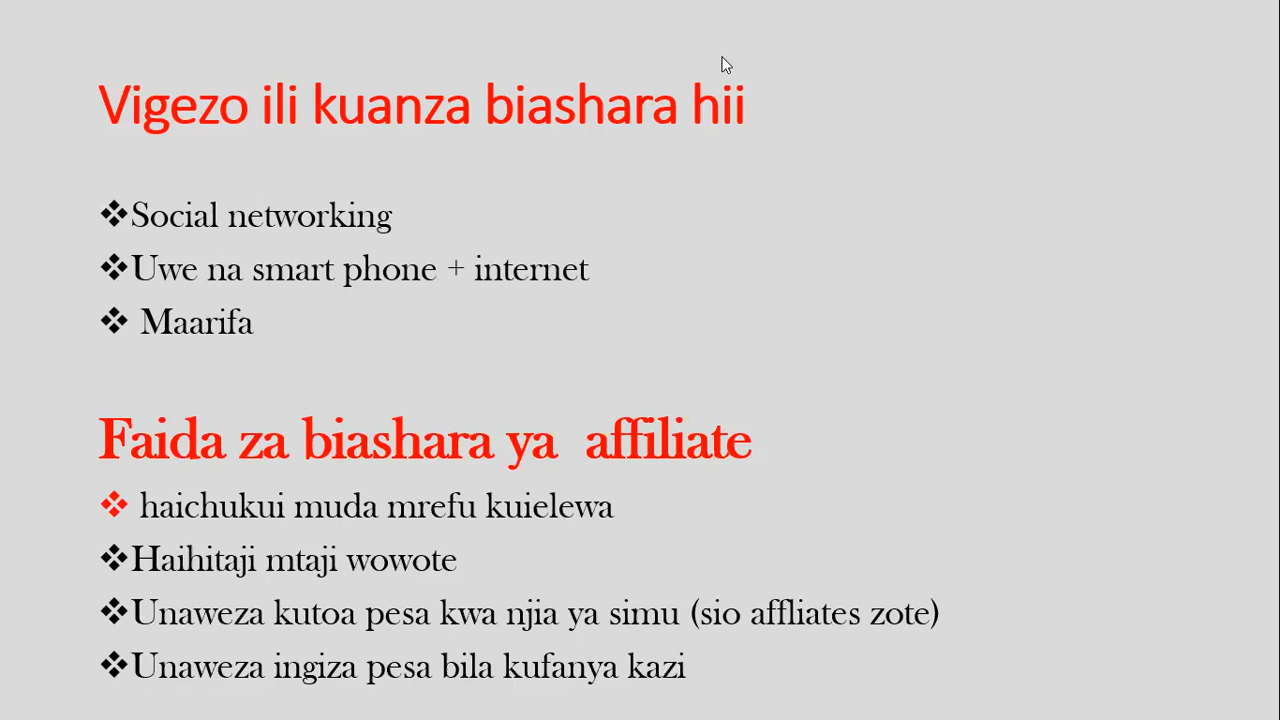 Vigezo ili kuanza biashara hii
❖Social networking
❖Uwe na smart phone + internet
❖ Maarifa
Faida za biashara ya affiliate
❖ haichukui muda mrefu kuielewa
❖Haihitaji mtaji wowote
❖Unaweza kutoa pesa kwa njia ya simu (sio affliates zote)
❖Unaweza ingiza pesa bila kufanya kazi